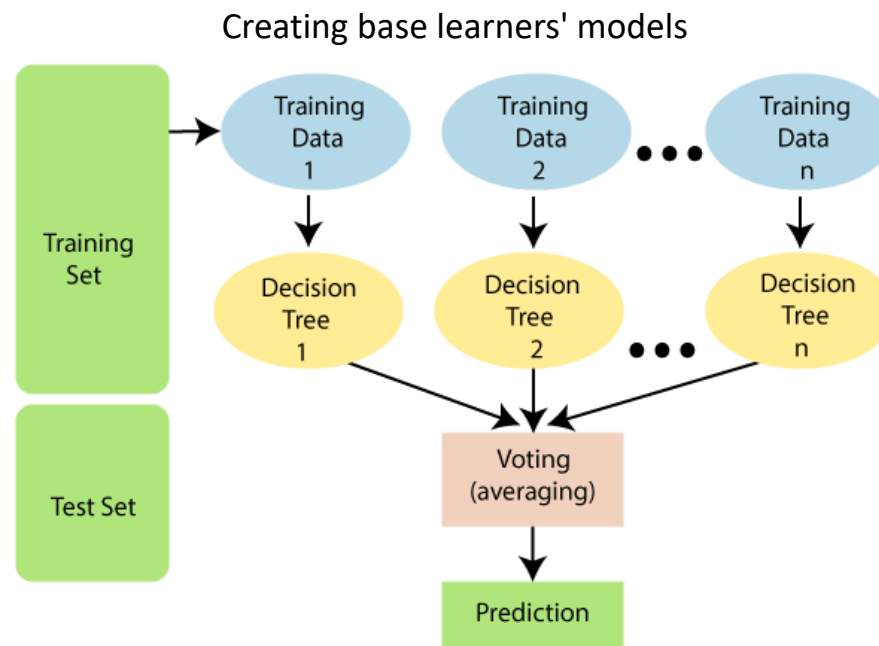 Creating base learners' models
Training
Set
Training
Data
1
Training
Data
2
Training
Data
n
Decision
Tree
1
Decision
Tree
2
Decision
Tree
n
Test Set
Voting
(averaging)
Prediction